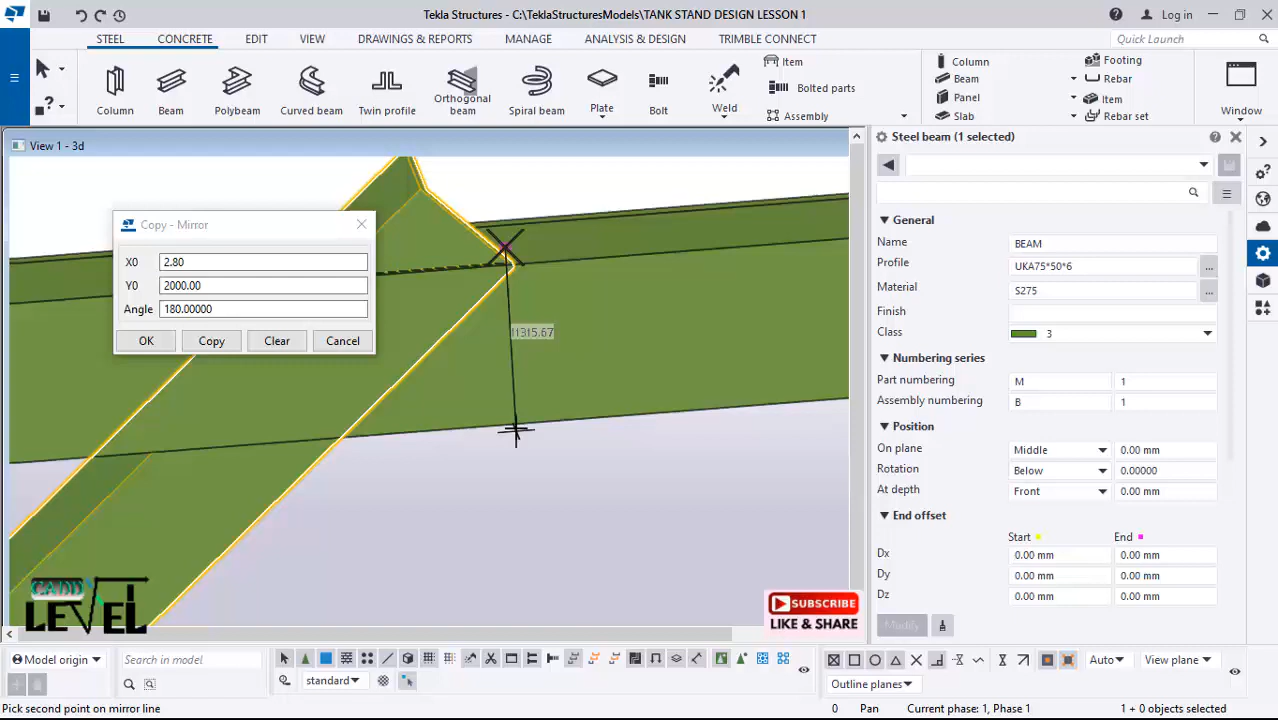 Tekla Structures - C:\TeklaStructuresModels\TANK STAND DESIGN LESSON 1
Log in
STEEL CONCRETE EDIT VIEW DRAWINGS & REPORTS MANAGE ANALYSIS & DESIGN TRIMBLE CONNECT
Quick Launch
Column Beam Polybeam Curved beam Twin profile Orthogonal beam Spiral beam Plate Bolt Weld
Item
Bolted parts
Assembly
Column
Beam
Panel
Slab
Footing
Rebar
Item
Rebar set
Window
View 1 - 3d
Copy - Mirror
X0 2.80
Y0 2000.00
Angle 180.00000
OK Copy Clear Cancel
11315.67
CADD
LEVEL
SUBSCRIBE
LIKE & SHARE
Steel beam (1 selected)
General
Name BEAM
Profile UKA75*50*6
Material S275
Finish
Class 3
Numbering series
Part numbering M 1
Assembly numbering B 1
Position
On plane Middle 0.00 mm
Rotation Below 0.00000
At depth Front 0.00 mm
End offset
Start End
Dx 0.00 mm 0.00 mm
Dy 0.00 mm 0.00 mm
Dz 0.00 mm 0.00 mm
Modify
Model origin
Search in model
standard
Auto
View plane
Outline planes
Pick second point on mirror line
0 Pan Current phase: 1, Phase 1 1 + 0 objects selected